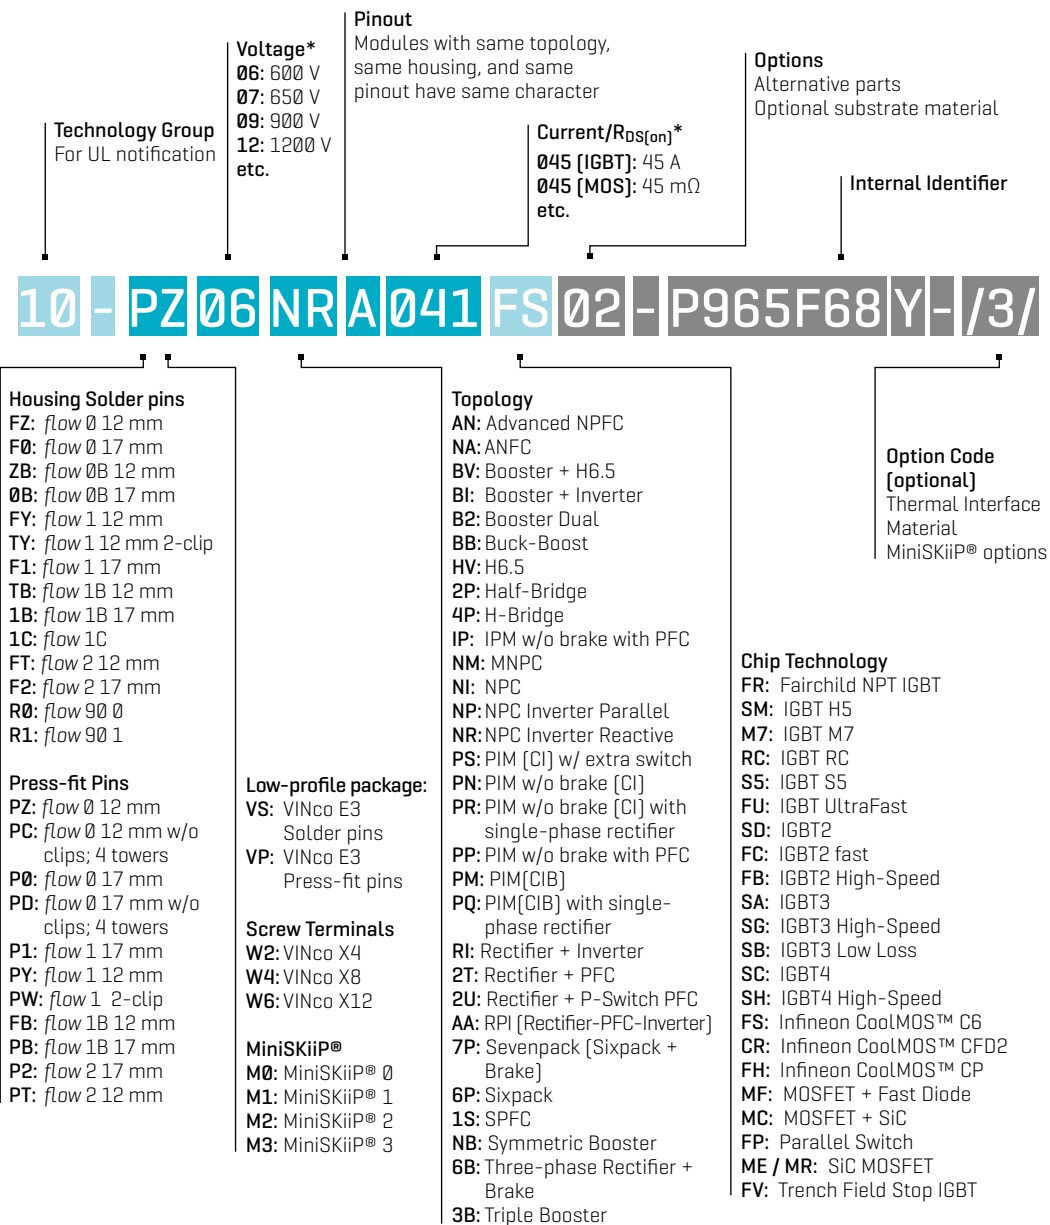 Pinout
Modules with same topology,
same housing, and same
pinout have same character
Voltage*
06: 600 V
07: 650 V
09: 900 V
12: 1200 V
etc.
Options
Alternative parts
Optional substrate material
Technology Group
For UL notification
Current/RDS(on)*
045 (IGBT): 45 A
045 (MOS): 45 mΩ
etc.
Internal Identifier
10 - PZ 06 NR A 041 FS 02 - P965F68 Y - /3/
Housing Solder pins
FZ: flow 0 12 mm
F0: flow 0 17 mm
ZB: flow 0B 12 mm
0B: flow 0B 17 mm
FY: flow 1 12 mm
TY: flow 1 12 mm 2-clip
F1: flow 1 17 mm
TB: flow 1B 12 mm
1B: flow 1B 17 mm
1C: flow 1C
FT: flow 2 12 mm
F2: flow 2 17 mm
R0: flow 90 0
R1: flow 90 1
Press-fit Pins
PZ: flow 0 12 mm
PC: flow 0 12 mm w/o
clips; 4 towers
P0: flow 0 17 mm
PD: flow 0 17 mm w/o
clips; 4 towers
P1: flow 1 17 mm
PY: flow 1 12 mm
PW: flow 1 2-clip
FB: flow 1B 12 mm
PB: flow 1B 17 mm
P2: flow 2 17 mm
PT: flow 2 12 mm
Low-profile package:
VS: VINco E3
Solder pins
VP: VINco E3
Press-fit pins
Screw Terminals
W2: VINco X4
W4: VINco X8
W6: VINco X12
MiniSKiiP®
M0: MiniSKiiP® 0
M1: MiniSKiiP® 1
M2: MiniSKiiP® 2
M3: MiniSKiiP® 3
Topology
AN: Advanced NPFC
NA: ANFC
BV: Booster + H6.5
BI: Booster + Inverter
B2: Booster Dual
BB: Buck-Boost
HV: H6.5
2P: Half-Bridge
4P: H-Bridge
IP: IPM w/o brake with PFC
NM: MNPC
NI: NPC
NP: NPC Inverter Parallel
NR: NPC Inverter Reactive
PS: PIM (CI) w/ extra switch
PN: PIM w/o brake (CI)
PR: PIM w/o brake (CI) with
single-phase rectifier
PP: PIM w/o brake with PFC
PM: PIM(CIB)
PQ: PIM(CIB) with single-
phase rectifier
RI: Rectifier + Inverter
2T: Rectifier + PFC
2U: Rectifier + P-Switch PFC
AA: RPI (Rectifier-PFC-Inverter)
7P: Sevenpack (Sixpack +
Brake)
6P: Sixpack
1S: SPFC
NB: Symmetric Booster
6B: Three-phase Rectifier +
Brake
3B: Triple Booster
Chip Technology
FR: Fairchild NPT IGBT
SM: IGBT H5
M7: IGBT M7
RC: IGBT RC
S5: IGBT S5
FU: IGBT UltraFast
SD: IGBT2
FC: IGBT2 fast
FB: IGBT2 High-Speed
SA: IGBT3
SG: IGBT3 High-Speed
SB: IGBT3 Low Loss
SC: IGBT4
SH: IGBT4 High-Speed
FS: Infineon CoolMOS™ C6
CR: Infineon CoolMOS™ CFD2
FH: Infineon CoolMOS™ CP
MF: MOSFET + Fast Diode
MC: MOSFET + SiC
FP: Parallel Switch
ME / MR: SiC MOSFET
FV: Trench Field Stop IGBT
Option Code
(optional)
Thermal Interface
Material
MiniSKiiP® options